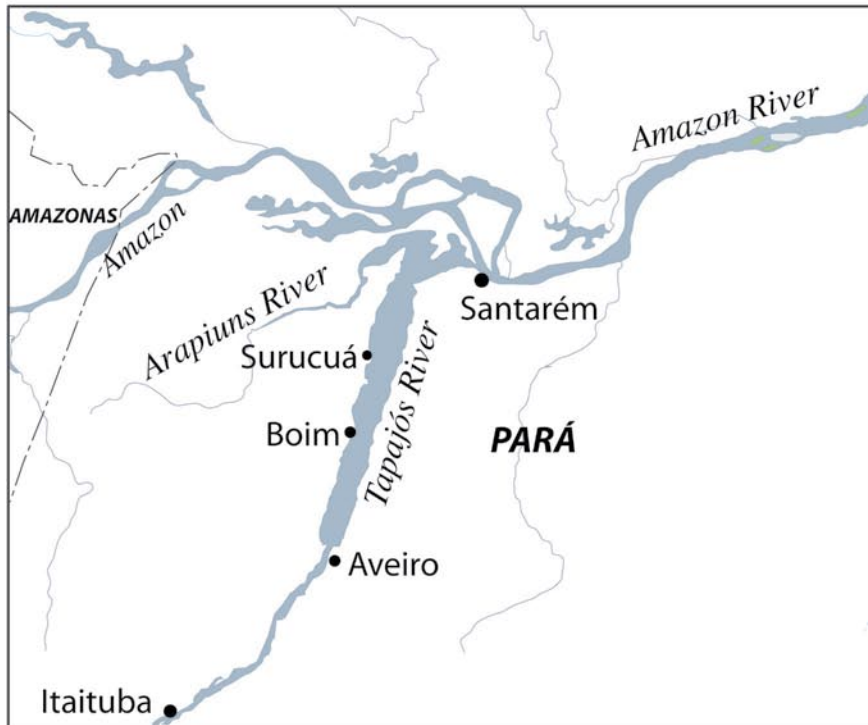 Amazon River
AMAZONAS
Amazon
Arapiuns River
Santarém
Surucuá
Tapajós River
Boim
PARÁ
Aveiro
Itaituba